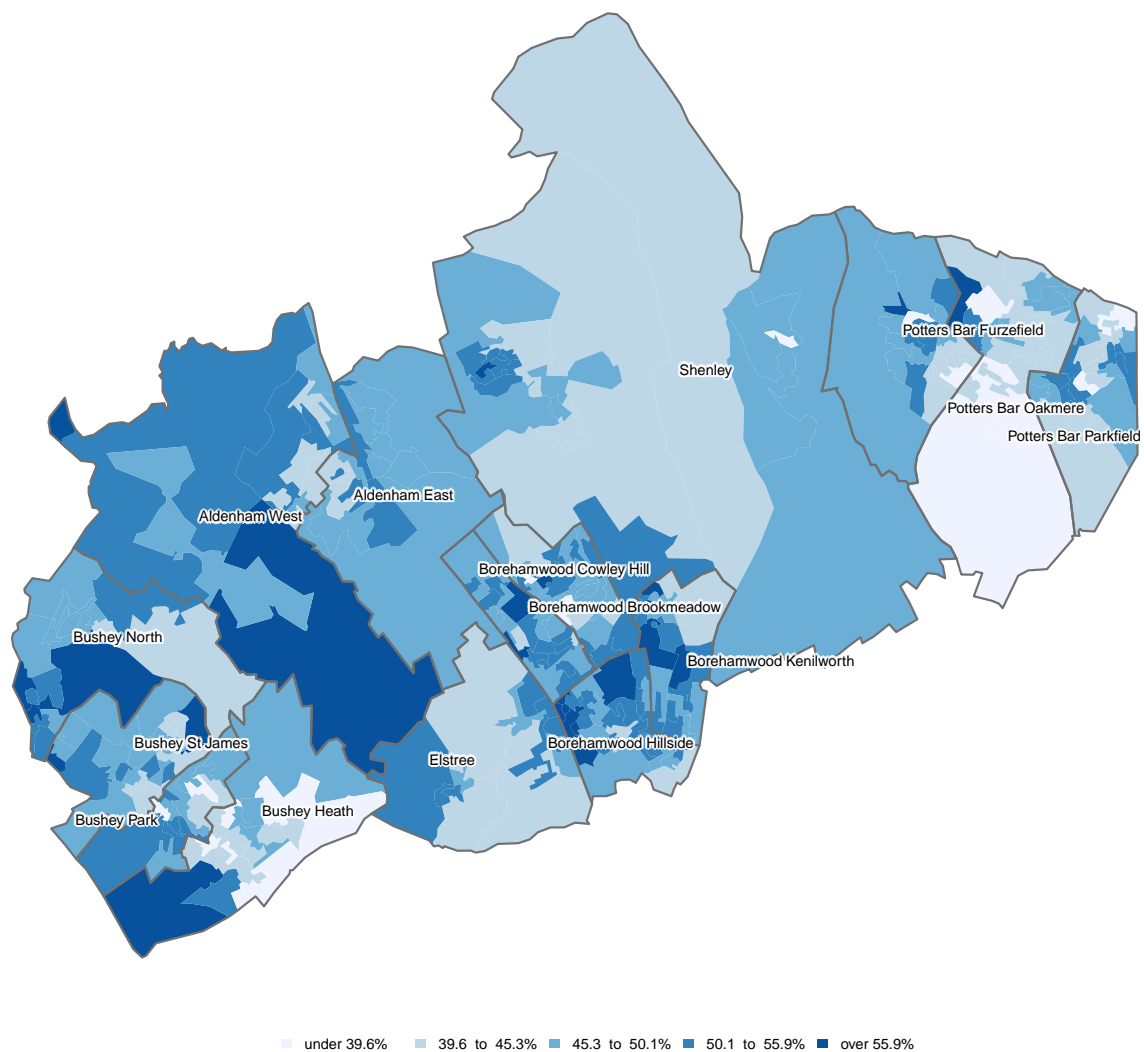 Potters Bar Furzefield
Shenley
Potters Bar Oakmere
Potters Bar Parkfield
Aldenham East
Aldenham West
Borehamwood Cowley Hill
Borehamwood Brookmeadow
Bushey North
Borehamwood Kenilworth
Bushey St James
Borehamwood Hillside
Elstree
Bushey Heath
Bushey Park
under 39.6% 39.6 to 45.3% 45.3 to 50.1% 50.1 to 55.9% over 55.9%